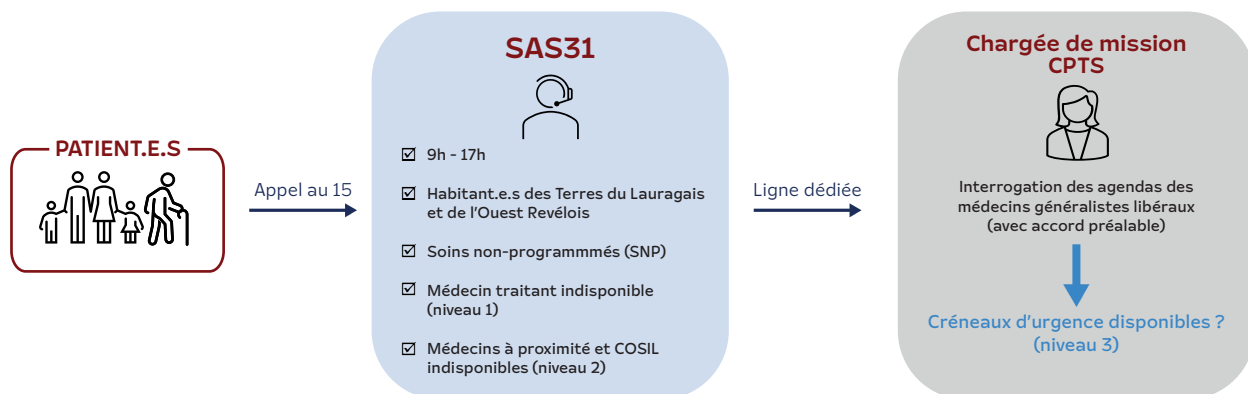 PATIENT.E.S
Appel au 15
SAS31
9h - 17h
Habitant.e.s des Terres du Lauragais
et de l'Ouest Revélois
Soins non-programmmés (SNP)
Médecin traitant indisponible
(niveau 1)
Médecins à proximité et COSIL
indisponibles (niveau 2)
Ligne dédiée
Chargée de mission
CPTS
Interrogation des agendas des
médecins généralistes libéraux
(avec accord préalable)
Créneaux d'urgence disponibles ?
(niveau 3)